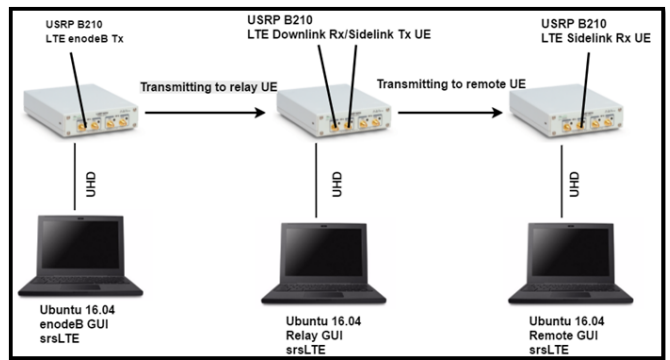 USRP B210
LTE enodeB Tx
USRP B210
LTE Downlink Rx/Sidelink Tx UE
USRP B210
LTE Sidelink Rx UE
Transmitting to relay UE
Transmitting to remote UE
UHD
UHD
UHD
Ubuntu 16.04
enodeB GUI
srsLTE
Ubuntu 16.04
Relay GUI
srsLTE
Ubuntu 16.04
Remote GUI
srsLTE